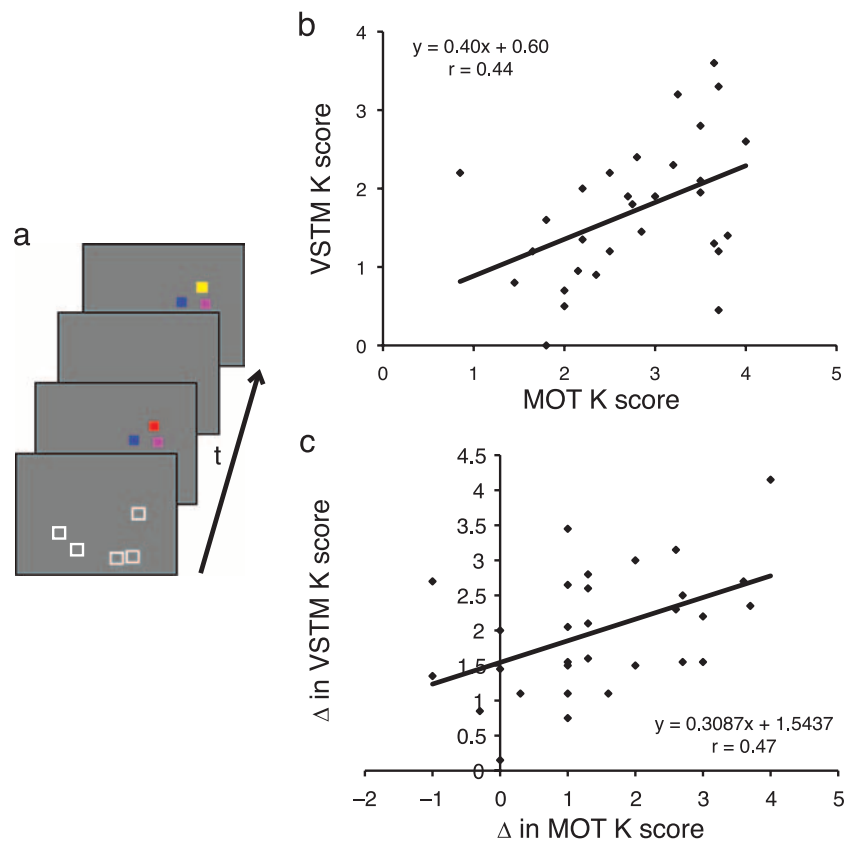 a
t
b
y = 0.40x + 0.60
r = 0.44
VSTM K score
4
3
2
1
0
0 1 2 3 4 5
MOT K score
c
Δ in VSTM K score
4.5
4
3.5
3
2.5
2
1.5
1
0.5
0
y = 0.3087x + 1.5437
r = 0.47
–2 –1 0 1 2 3 4 5
Δ in MOT K score